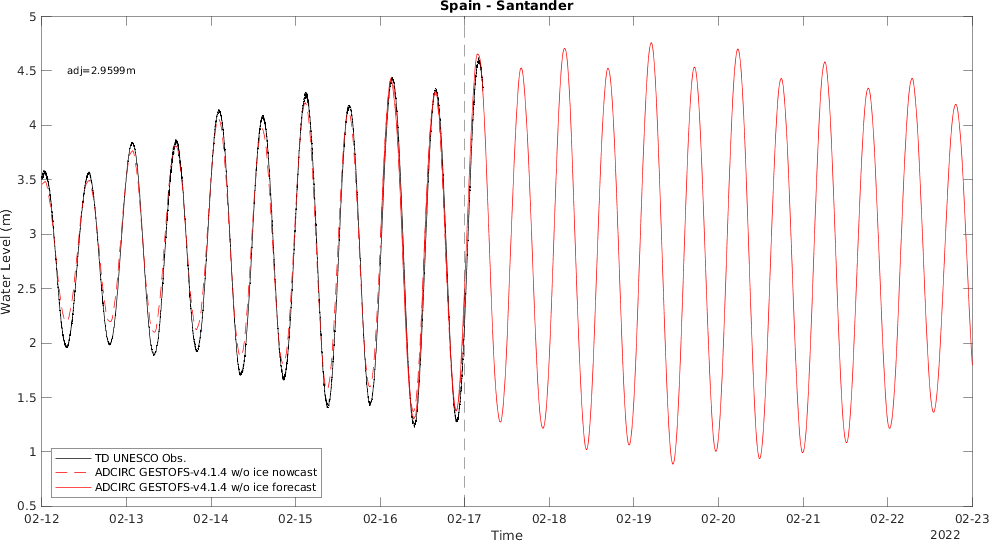 Spain - Santander
adj=2.9599m
5
4.5
4
3.5
3
2.5
2
1.5
1
0.5
Water Level (m)
TD UNESCO Obs.
ADCIRC GESTOFS-v4.1.4 w/o ice nowcast
ADCIRC GESTOFS-v4.1.4 w/o ice forecast
02-12 02-13 02-14 02-15 02-16 02-17 02-18 02-19 02-20 02-21 02-22 02-23
Time
2022